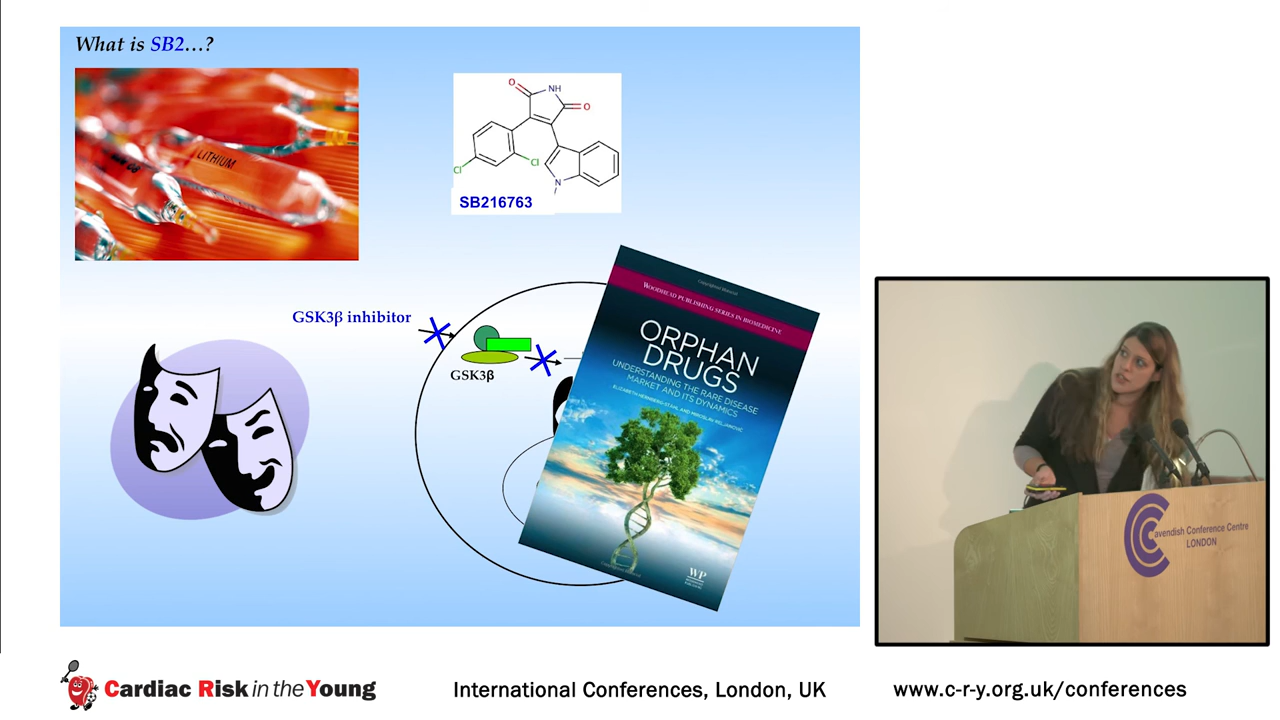 What is SB2…?
LITHIUM
O
NH
O
Cl
Cl
N
SB216763
GSK3β inhibitor
GSK3β
WOODHEAD PUBLISHING SERIES IN BIOMEDICINE
ORPHAN
DRUGS
UNDERSTANDING THE RARE DISEASE
MARKET AND ITS DYNAMICS
WP
Cavendish Conference Centre
LONDON
Cardiac Risk in the Young
International Conferences, London, UK
www.c-r-y.org.uk/conferences